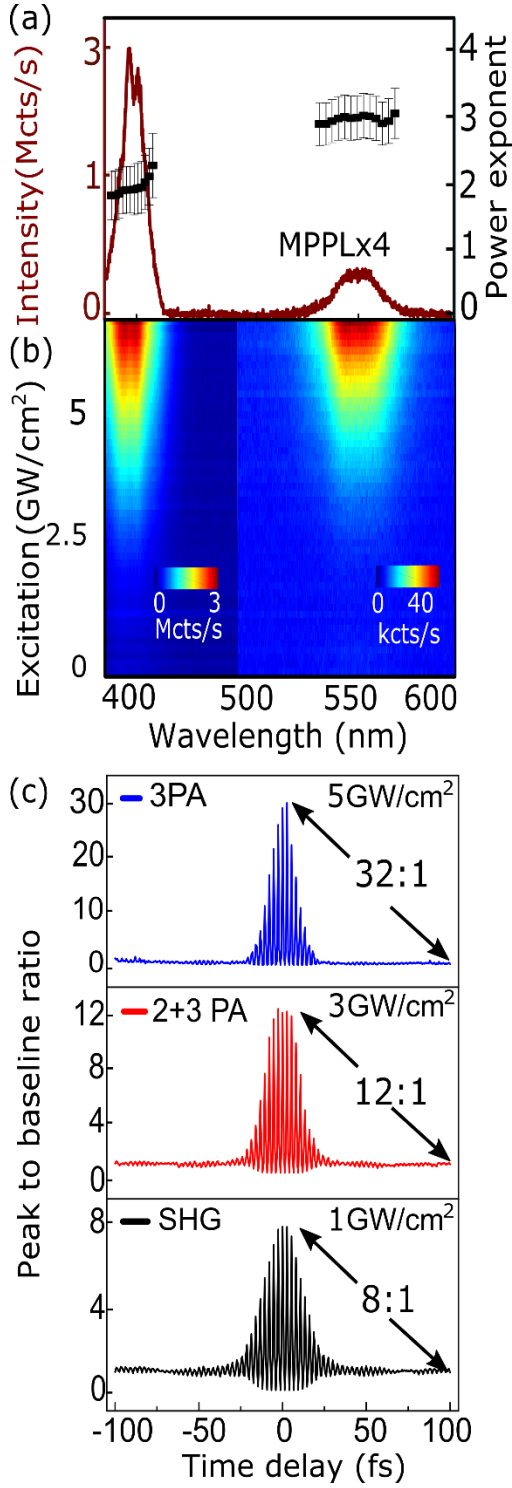 (a)
Intensity(Mcts/s)
3
1
0
MPPLx4
4
3
2
1
0
Power exponent
(b)
Excitation(GW/cm²)
5
2.5
0
0 3
Mcts/s
0 40
kcts/s
400 500 550 600
Wavelength (nm)
(c)
Peak to baseline ratio
30
20
10
0
3PA
5GW/cm²
32:1
12
8
4
0
2+3 PA
3GW/cm²
12:1
8
4
0
SHG
1GW/cm²
8:1
-100 -50 0 50 100
Time delay (fs)